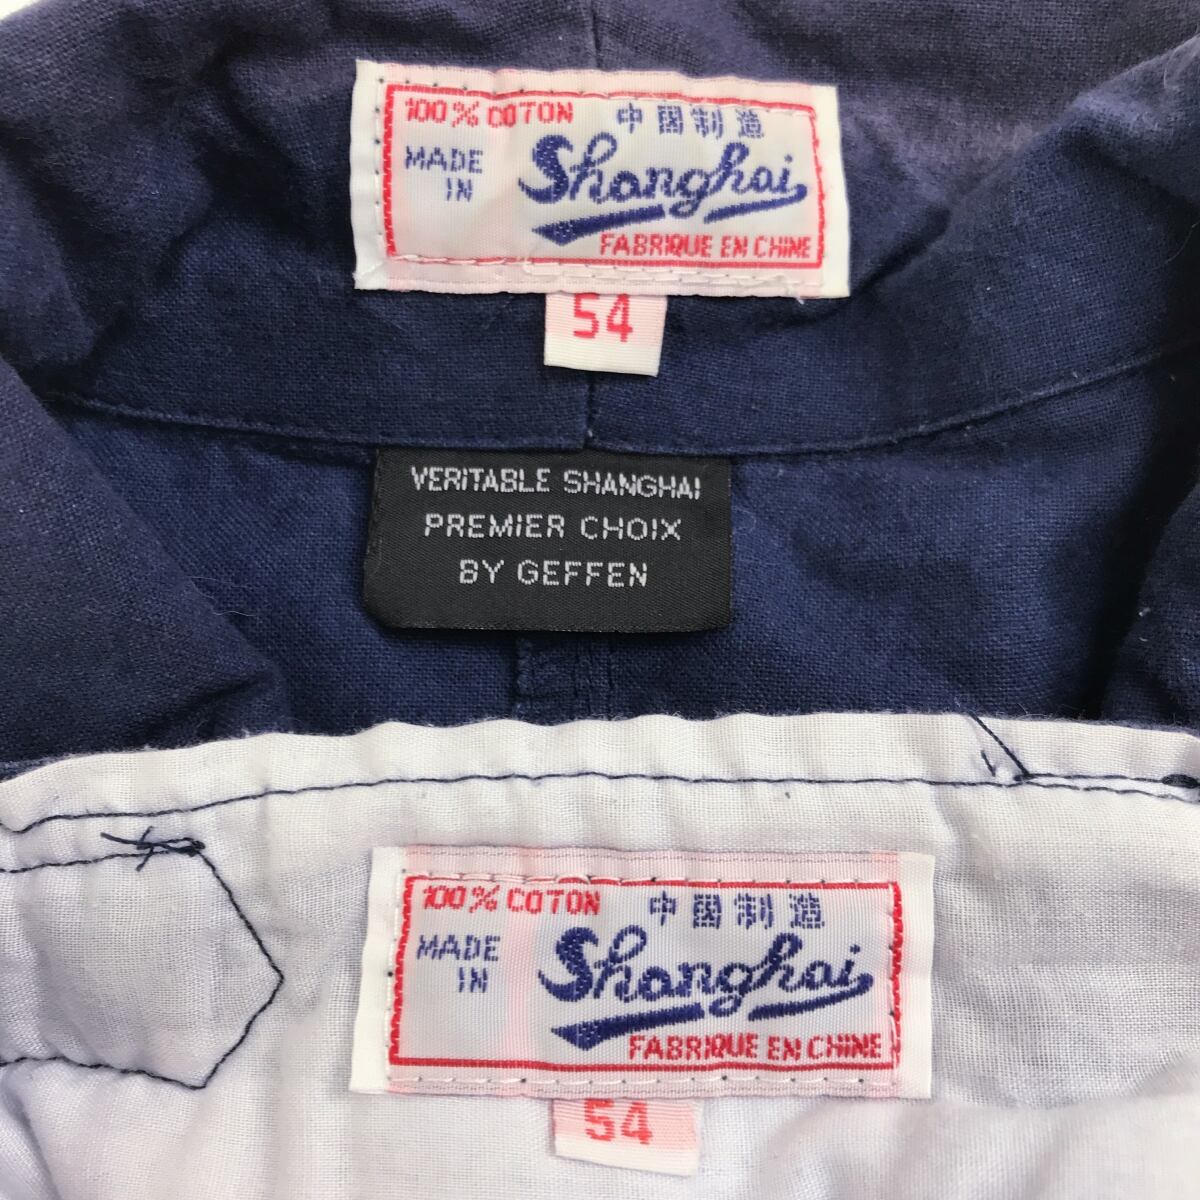 100% COTON 中国制造
MADE IN Shanghai
FABRIQUE EN CHINE
54
VERITABLE SHANGHAI
PREMIER CHOIX
BY GEFFEN
100% COTON 中国制造
MADE IN Shanghai
FABRIQUE EN CHINE
54